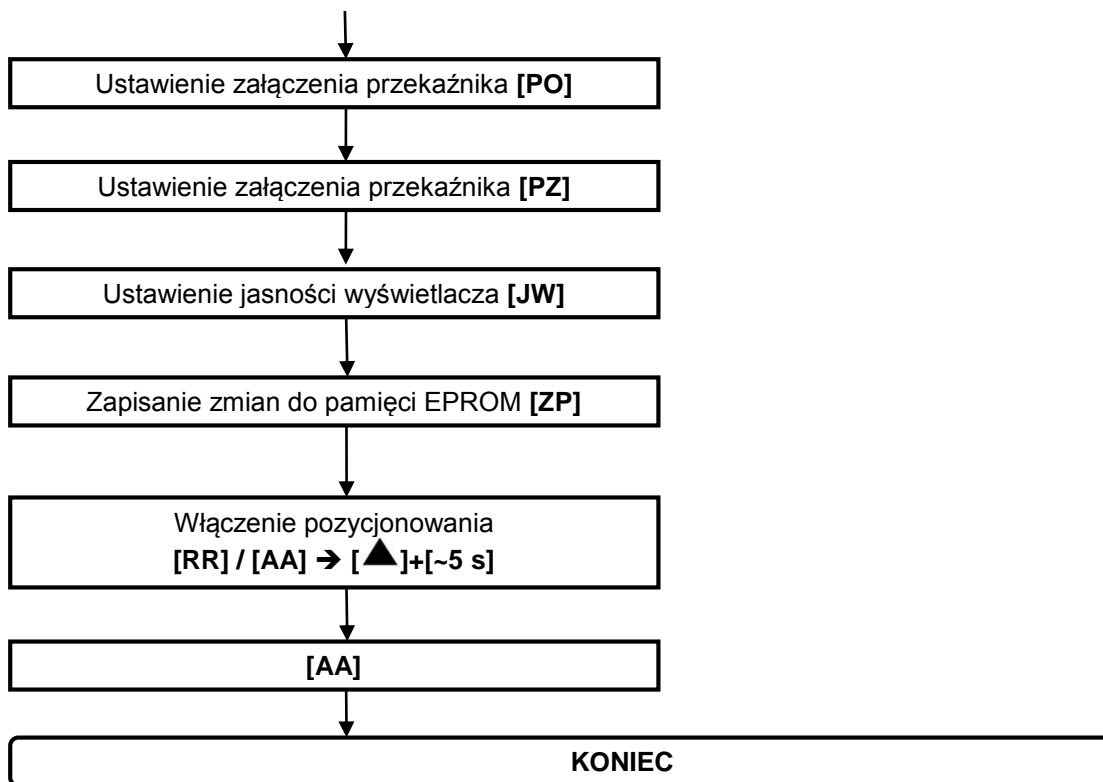 Ustawienie załączenia przekaźnika [PO]
Ustawienie załączenia przekaźnika [PZ]
Ustawienie jasności wyświetlacza [JW]
Zapisanie zmian do pamięci EPROM [ZP]
Włączenie pozycjonowania
[RR] / [AA] ➔ [▲]+[~5 s]
[AA]
KONIEC